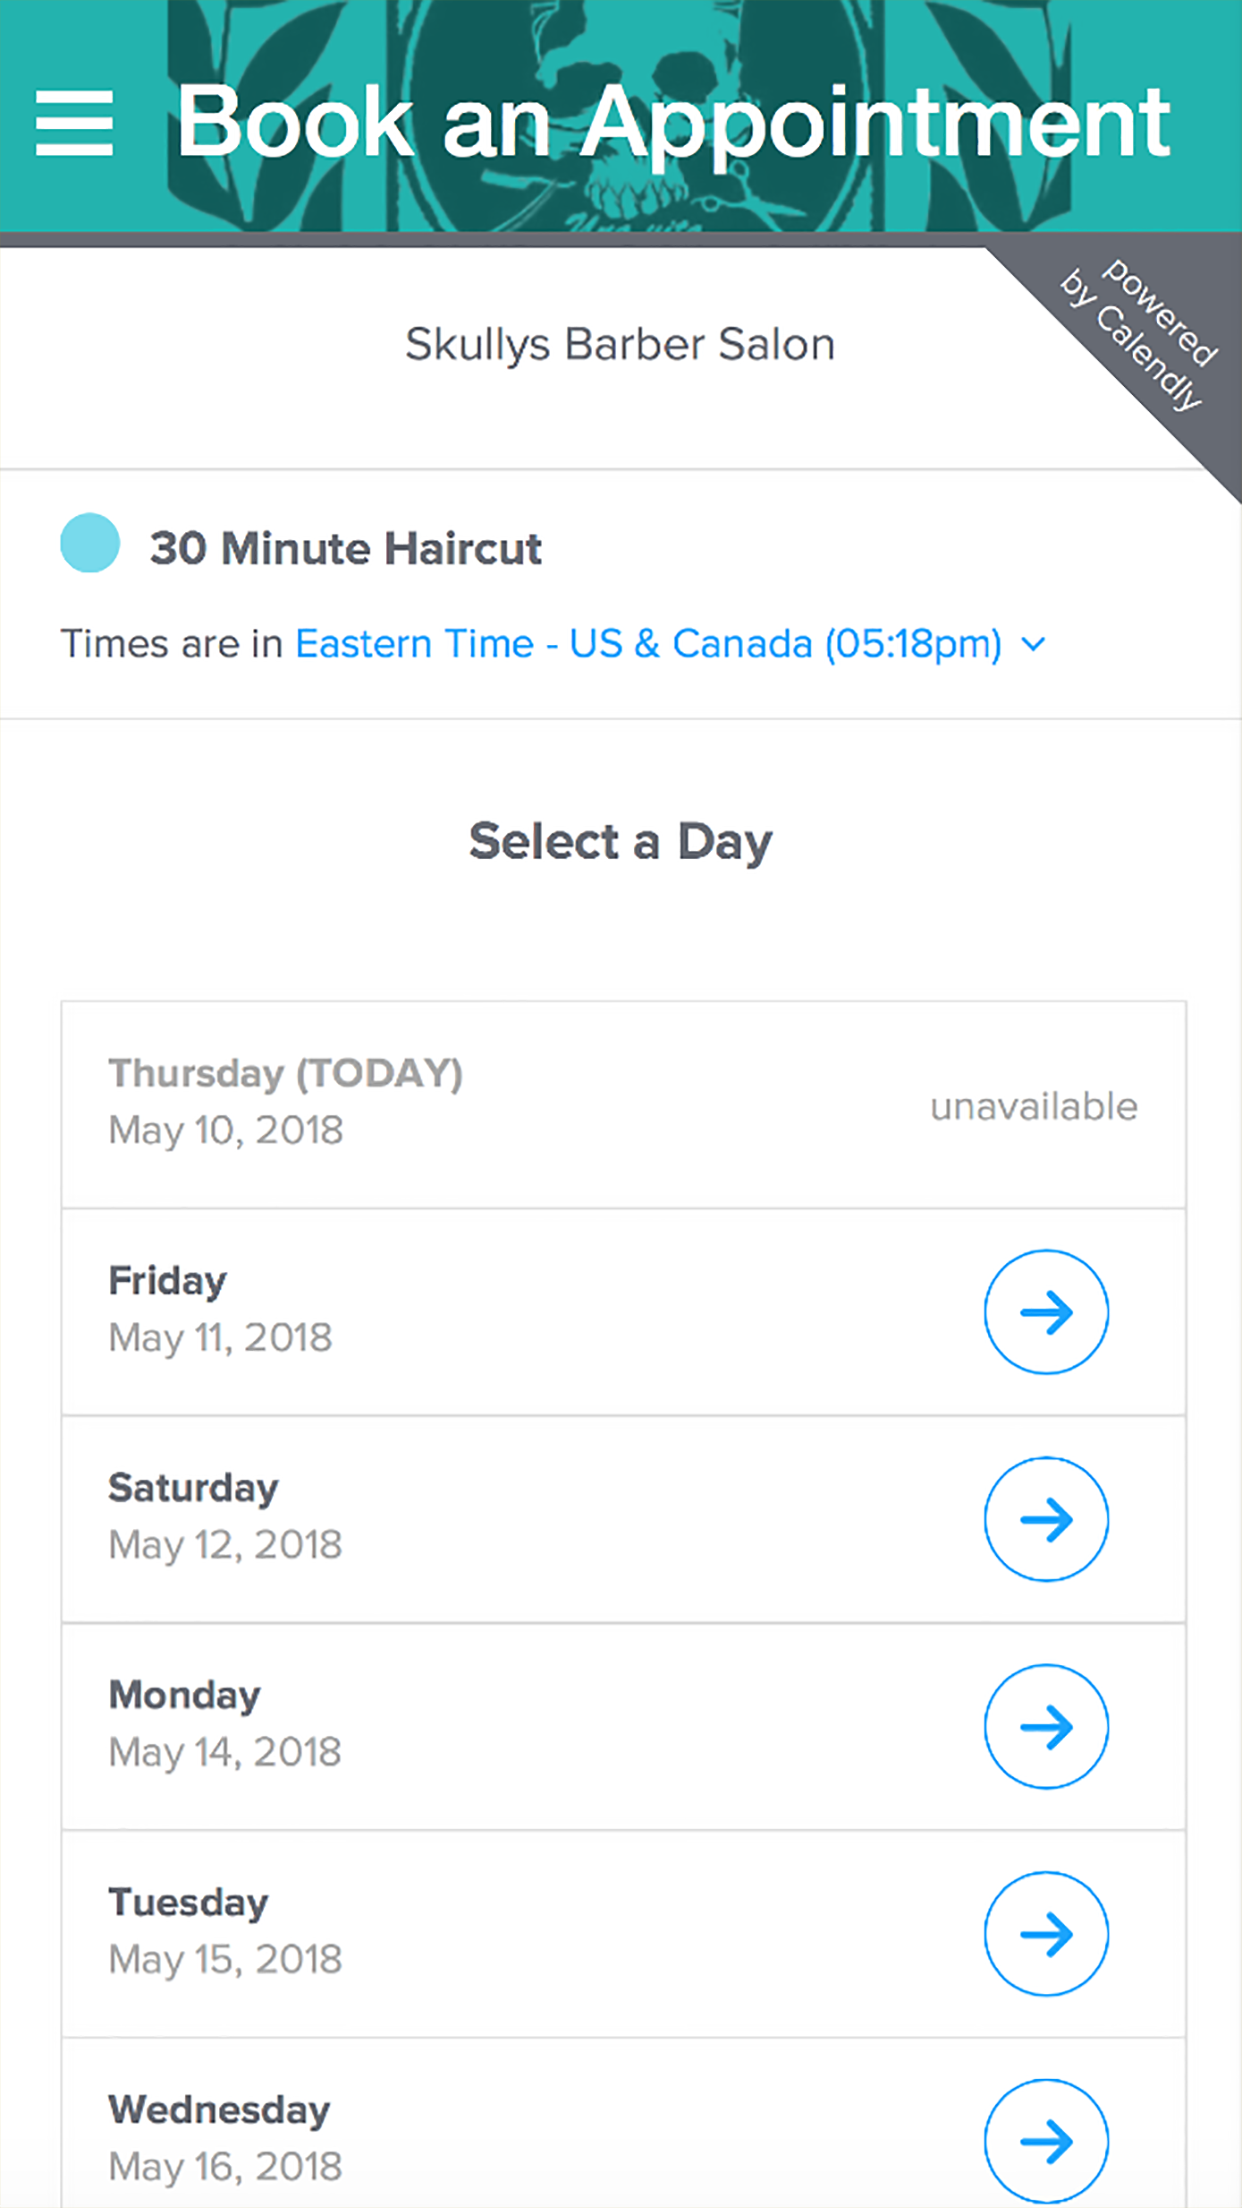 Book an Appointment
powered
by Calendly
Skullys Barber Salon
30 Minute Haircut
Times are in Eastern Time - US & Canada (05:18pm)
Select a Day
Thursday (TODAY)
May 10, 2018
unavailable
Friday
May 11, 2018
Saturday
May 12, 2018
Monday
May 14, 2018
Tuesday
May 15, 2018
Wednesday
May 16, 2018